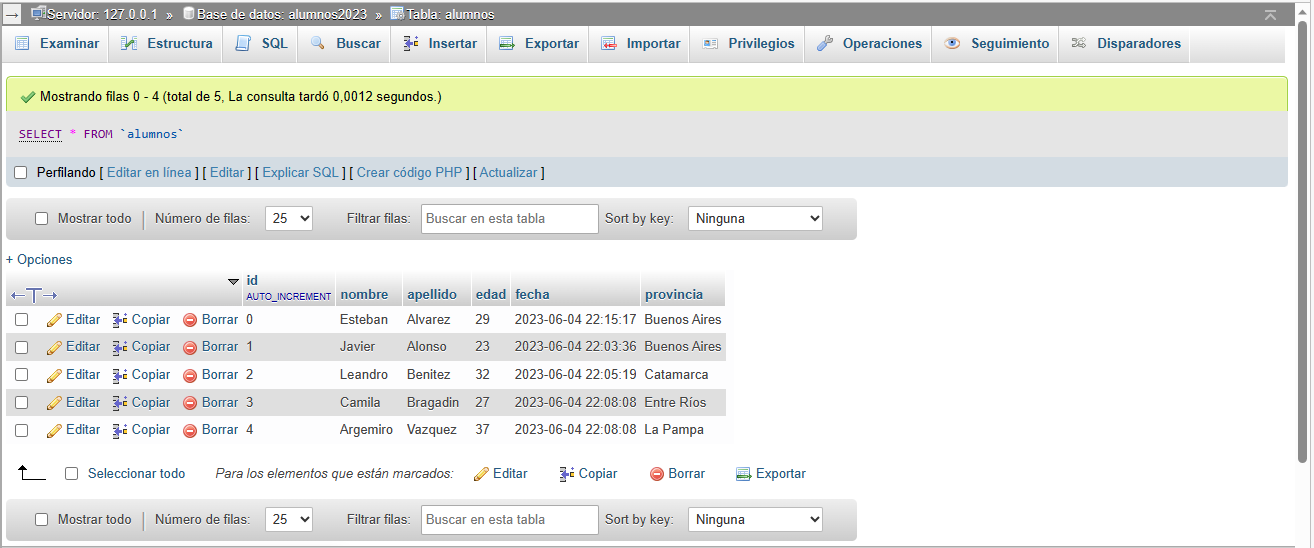 Servidor: 127.0.0.1 » Base de datos: alumnos2023 » Tabla: alumnos
Examinar Estructura SQL Buscar Insertar Exportar Importar Privilegios Operaciones Seguimiento Disparadores
Mostrando filas 0 - 4 (total de 5, La consulta tardó 0,0012 segundos.)
SELECT * FROM `alumnos`
Perfilando [ Editar en línea ] [ Editar ] [ Explicar SQL ] [ Crear código PHP ] [ Actualizar ]
Mostrar todo Número de filas: 25 Filtrar filas: Buscar en esta tabla Sort by key: Ninguna
+ Opciones
id
AUTO_INCREMENT nombre apellido edad fecha provincia
Editar Copiar Borrar 0 Esteban Alvarez 29 2023-06-04 22:15:17 Buenos Aires
Editar Copiar Borrar 1 Javier Alonso 23 2023-06-04 22:03:36 Buenos Aires
Editar Copiar Borrar 2 Leandro Benitez 32 2023-06-04 22:05:19 Catamarca
Editar Copiar Borrar 3 Camila Bragadin 27 2023-06-04 22:08:08 Entre Ríos
Editar Copiar Borrar 4 Argemiro Vazquez 37 2023-06-04 22:08:08 La Pampa
Seleccionar todo Para los elementos que están marcados: Editar Copiar Borrar Exportar
Mostrar todo Número de filas: 25 Filtrar filas: Buscar en esta tabla Sort by key: Ninguna